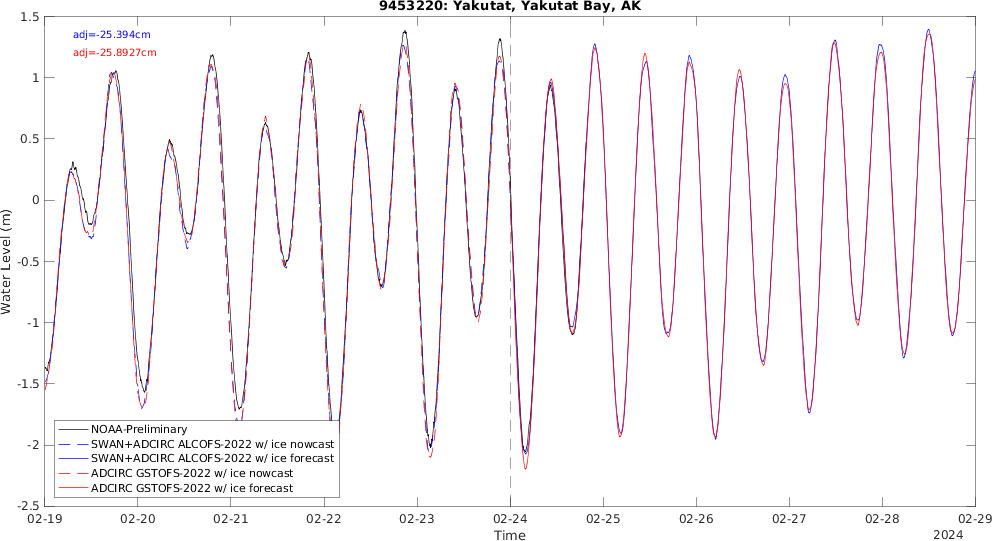 9453220: Yakutat, Yakutat Bay, AK
adj=-25.394cm
adj=-25.8927cm
1.5
1
0.5
0
-0.5
-1
-1.5
-2
-2.5
Water Level (m)
NOAA-Preliminary
SWAN+ADCIRC ALCOFS-2022 w/ ice nowcast
SWAN+ADCIRC ALCOFS-2022 w/ ice forecast
ADCIRC GSTOFS-2022 w/ ice nowcast
ADCIRC GSTOFS-2022 w/ ice forecast
02-19 02-20 02-21 02-22 02-23 02-24 02-25 02-26 02-27 02-28 02-29
Time
2024